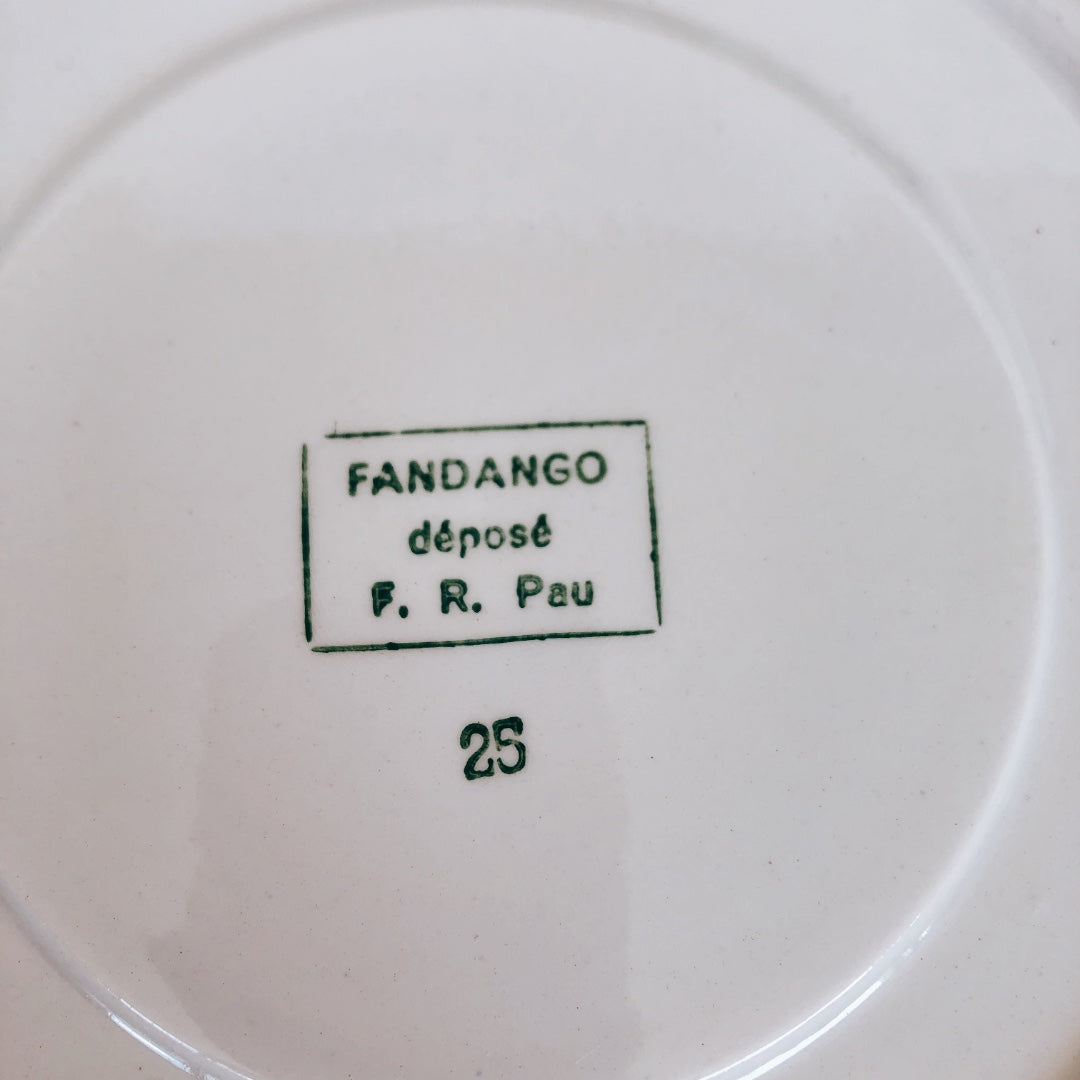 FANDANGO
déposé
F. R. Pau
25